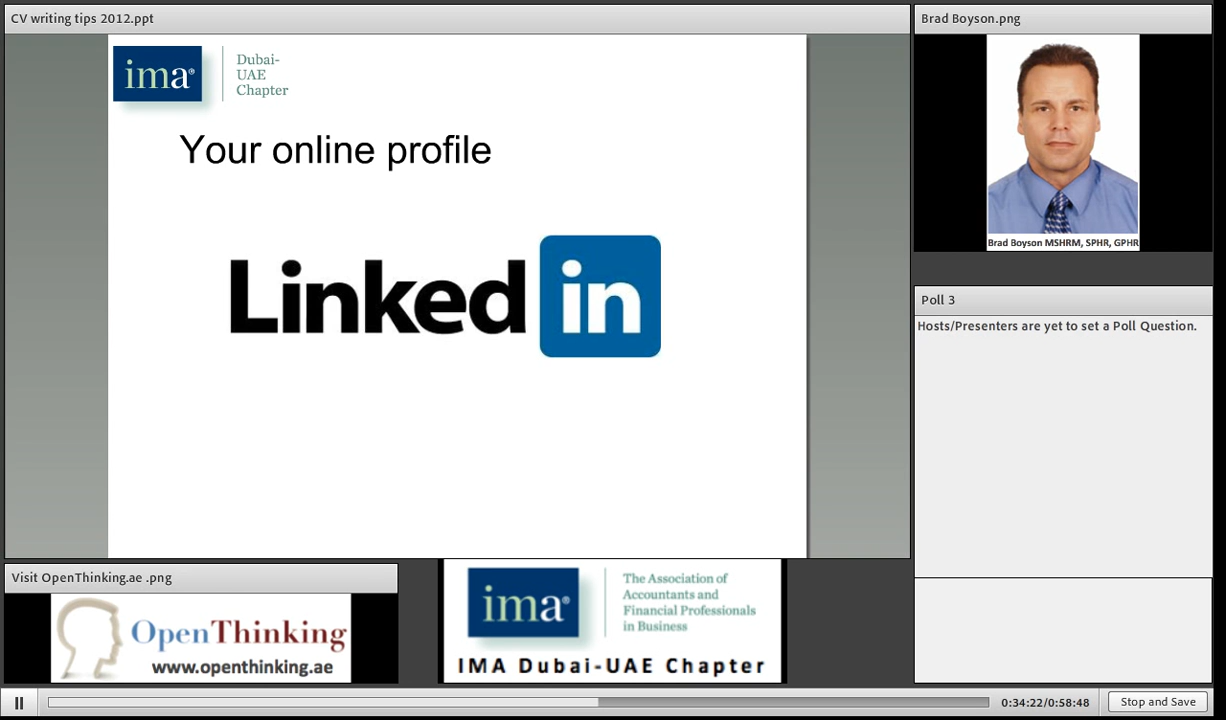 CV writing tips 2012.ppt
ima®
Dubai-
UAE
Chapter
Your online profile
Linked in
Brad Boyson.png
Brad Boyson MSHRM, SPHR, GPHR
Poll 3
Hosts/Presenters are yet to set a Poll Question.
Visit OpenThinking.ae .png
OpenThinking
www.openthinking.ae
ima®
The Association of
Accountants and
Financial Professionals
in Business
IMA Dubai-UAE Chapter
0:34:22/0:58:48
Stop and Save